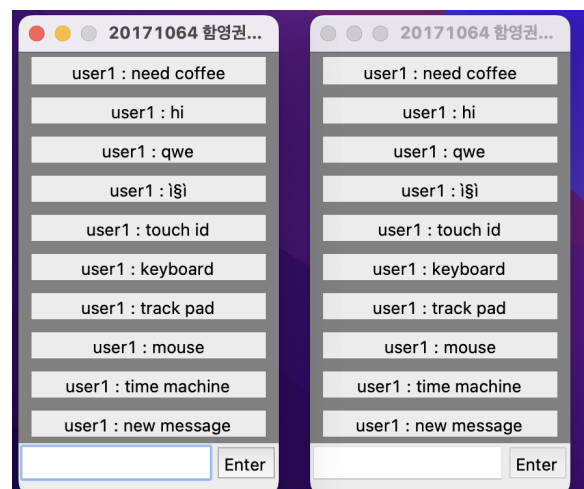 20171064 함영권...
user1 : need coffee
user1 : hi
user1 : qwe
user1 : ì§ì
user1 : touch id
user1 : keyboard
user1 : track pad
user1 : mouse
user1 : time machine
user1 : new message
Enter
20171064 함영권...
user1 : need coffee
user1 : hi
user1 : qwe
user1 : ì§ì
user1 : touch id
user1 : keyboard
user1 : track pad
user1 : mouse
user1 : time machine
user1 : new message
Enter